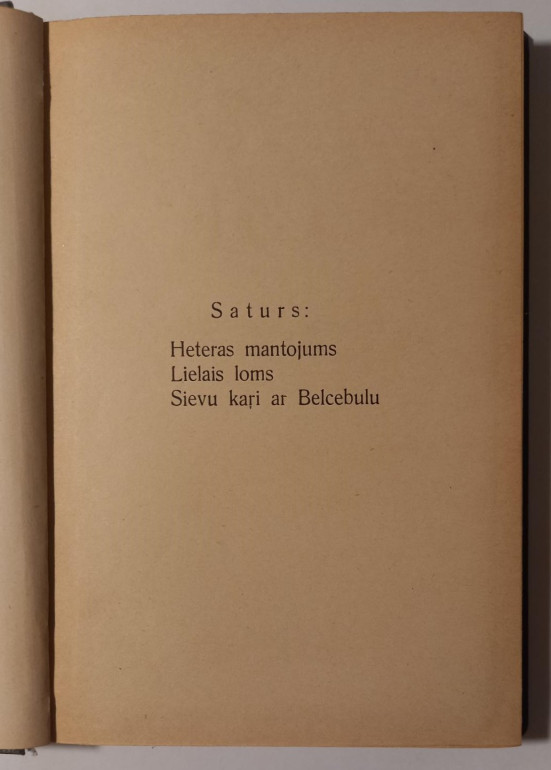 Saturs:
Heteras mantojums
Lielais loms
Sievu kaŗi ar Belcebulu